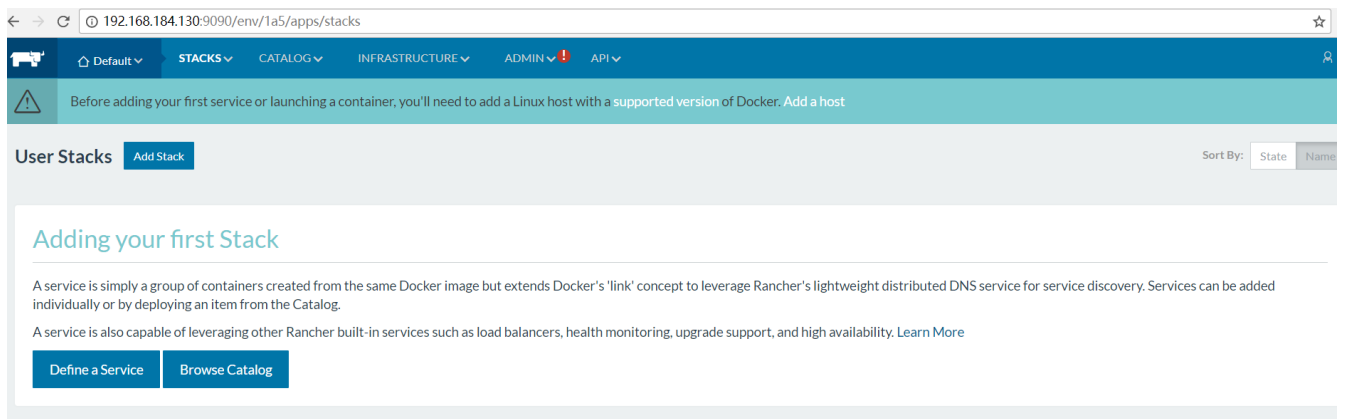 192.168.184.130:9090/env/1a5/apps/stacks
Default STACKS CATALOG INFRASTRUCTURE ADMIN ! API
Before adding your first service or launching a container, you'll need to add a Linux host with a supported version of Docker. Add a host
User Stacks Add Stack Sort By: State Name
Adding your first Stack
A service is simply a group of containers created from the same Docker image but extends Docker's 'link' concept to leverage Rancher's lightweight distributed DNS service for service discovery. Services can be added
individually or by deploying an item from the Catalog.
A service is also capable of leveraging other Rancher built-in services such as load balancers, health monitoring, upgrade support, and high availability. Learn More
Define a Service Browse Catalog